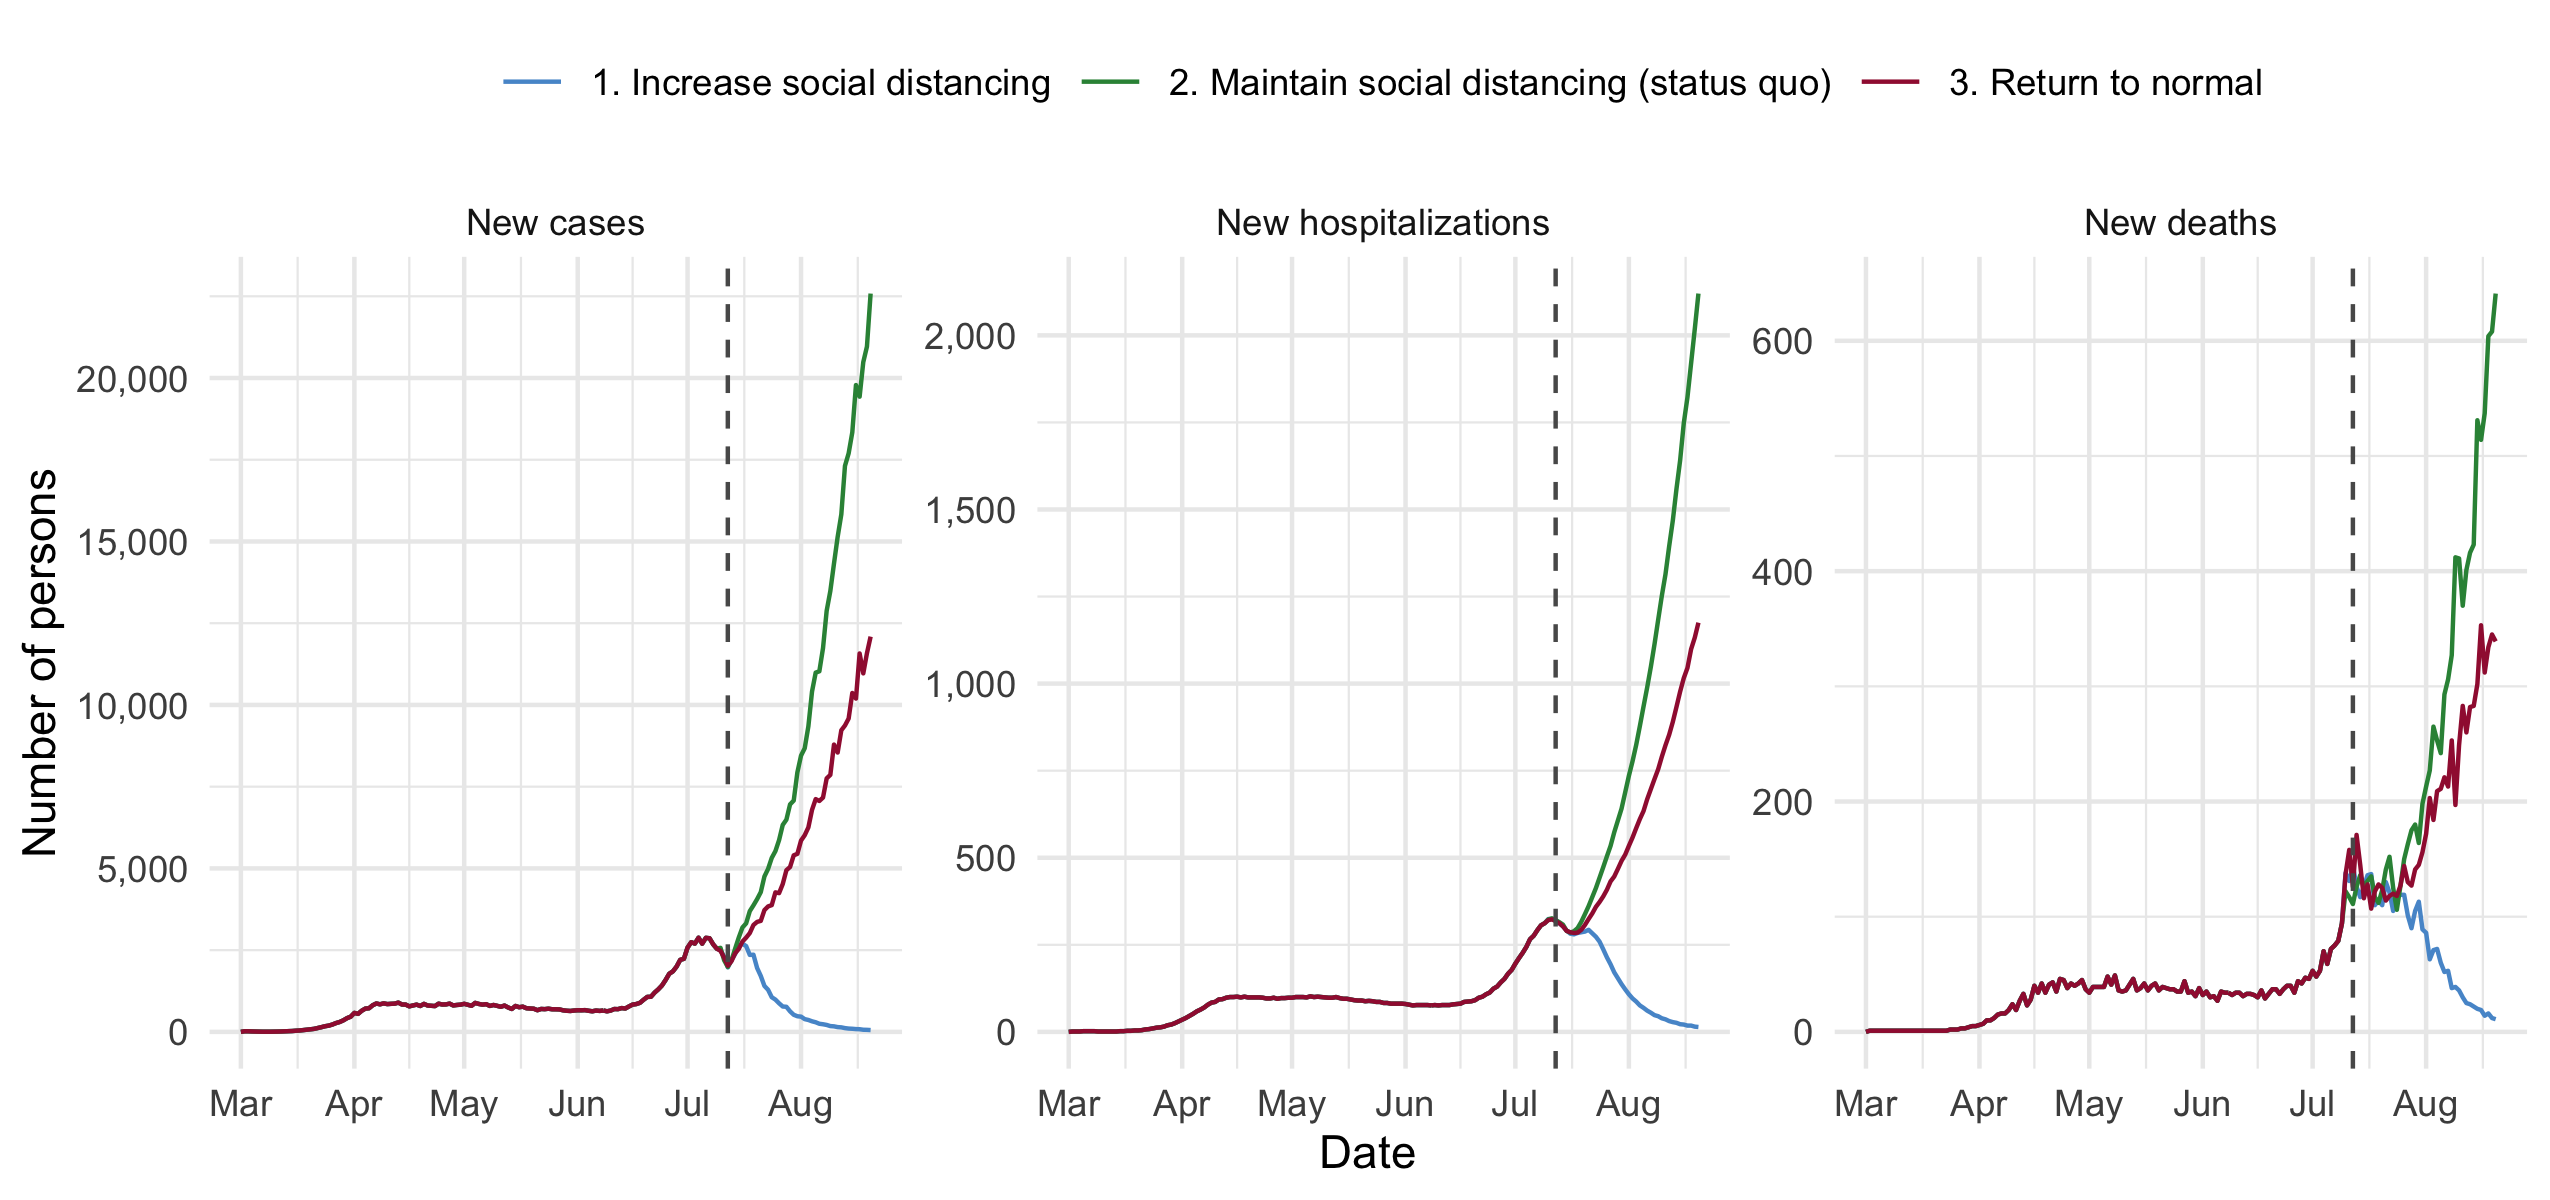 1. Increase social distancing 2. Maintain social distancing (status quo) 3. Return to normal
New cases New hospitalizations New deaths
Number of persons
20,000
15,000
10,000
5,000
0
2,000
1,500
1,000
500
0
600
400
200
0
Mar Apr May Jun Jul Aug
Mar Apr May Jun Jul Aug
Mar Apr May Jun Jul Aug
Date